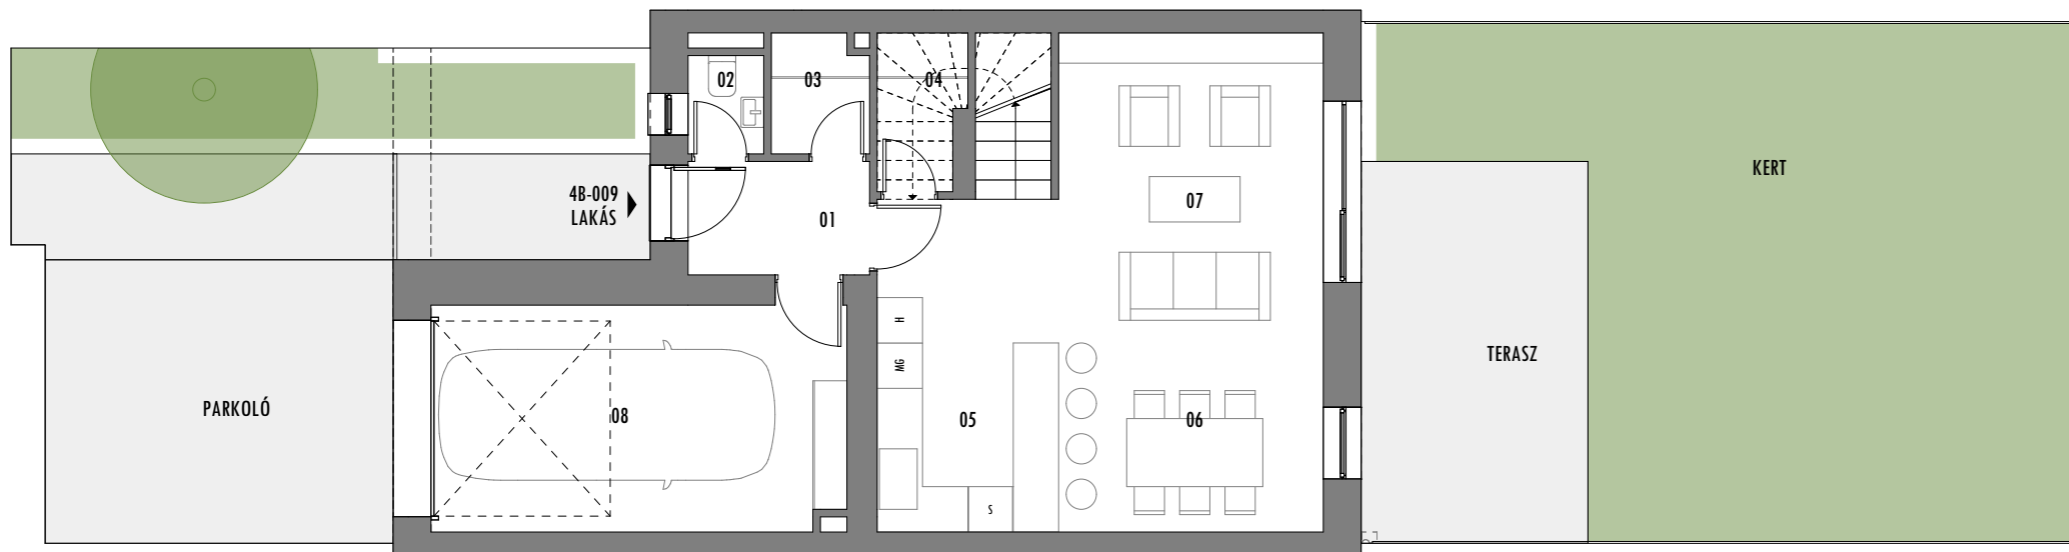 02
03
04
KERT
4B-009
LAKÁS
07
01
H
MG
TERASZ
PARKOLÓ
08
05
06
S